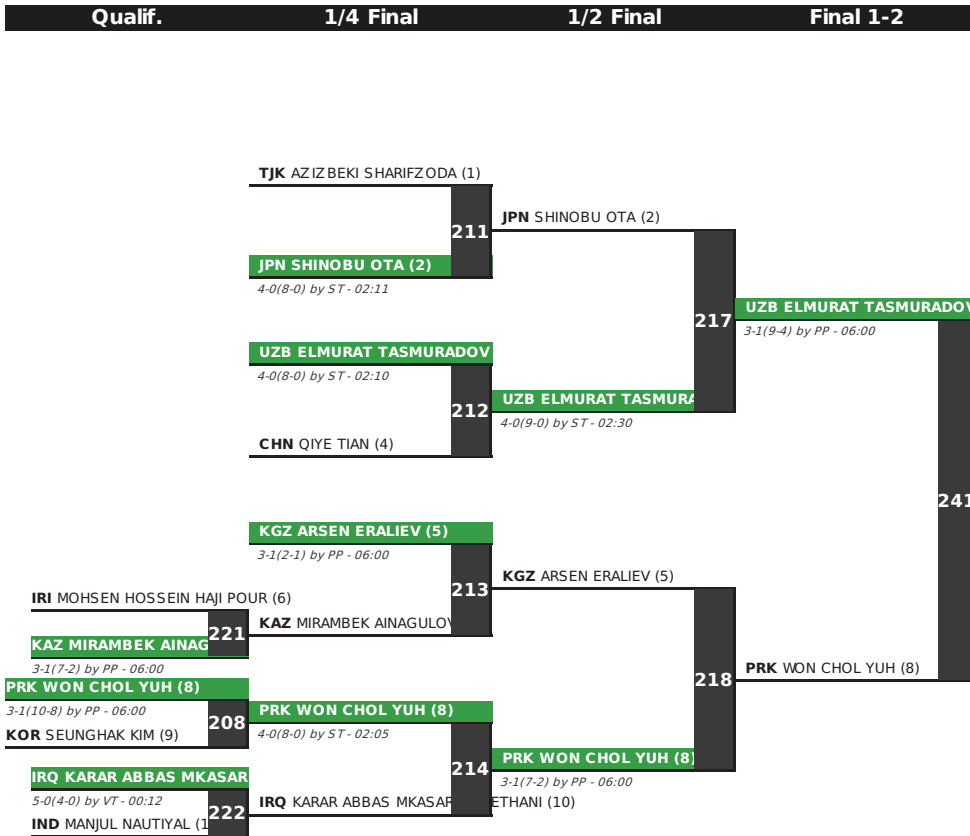 Qualif. 1/4 Final 1/2 Final Final 1-2
TJK AZIZBEKI SHARIFZODA (1)
211
JPN SHINOBU OTA (2)
4-0(8-0) by ST - 02:11
JPN SHINOBU OTA (2)
217
UZB ELMURAT TASMURADOV
4-0(8-0) by ST - 02:10
212
CHN QIYE TIAN (4)
UZB ELMURAT TASMURA
4-0(9-0) by ST - 02:30
UZB ELMURAT TASMURADOV
3-1(9-4) by PP - 06:00
241
KGZ ARSEN ERALIEV (5)
3-1(2-1) by PP - 06:00
213
KGZ ARSEN ERALIEV (5)
IRI MOHSEN HOSSEIN HAJI POUR (6)
221
KAZ MIRAMBEK AINAG
3-1(7-2) by PP - 06:00
KAZ MIRAMBEK AINAGULOV
218
PRK WON CHOL YUH (8)
PRK WON CHOL YUH (8)
3-1(10-8) by PP - 06:00
208
KOR SEUNGHAK KIM (9)
PRK WON CHOL YUH (8)
4-0(8-0) by ST - 02:05
214
PRK WON CHOL YUH (8)
3-1(7-2) by PP - 06:00
IRQ KARAR ABBAS MKASAR
5-0(4-0) by VT - 00:12
222
IND MANJUL NAUTIYAL (1
IRQ KARAR ABBAS MKASAR ETHANI (10)